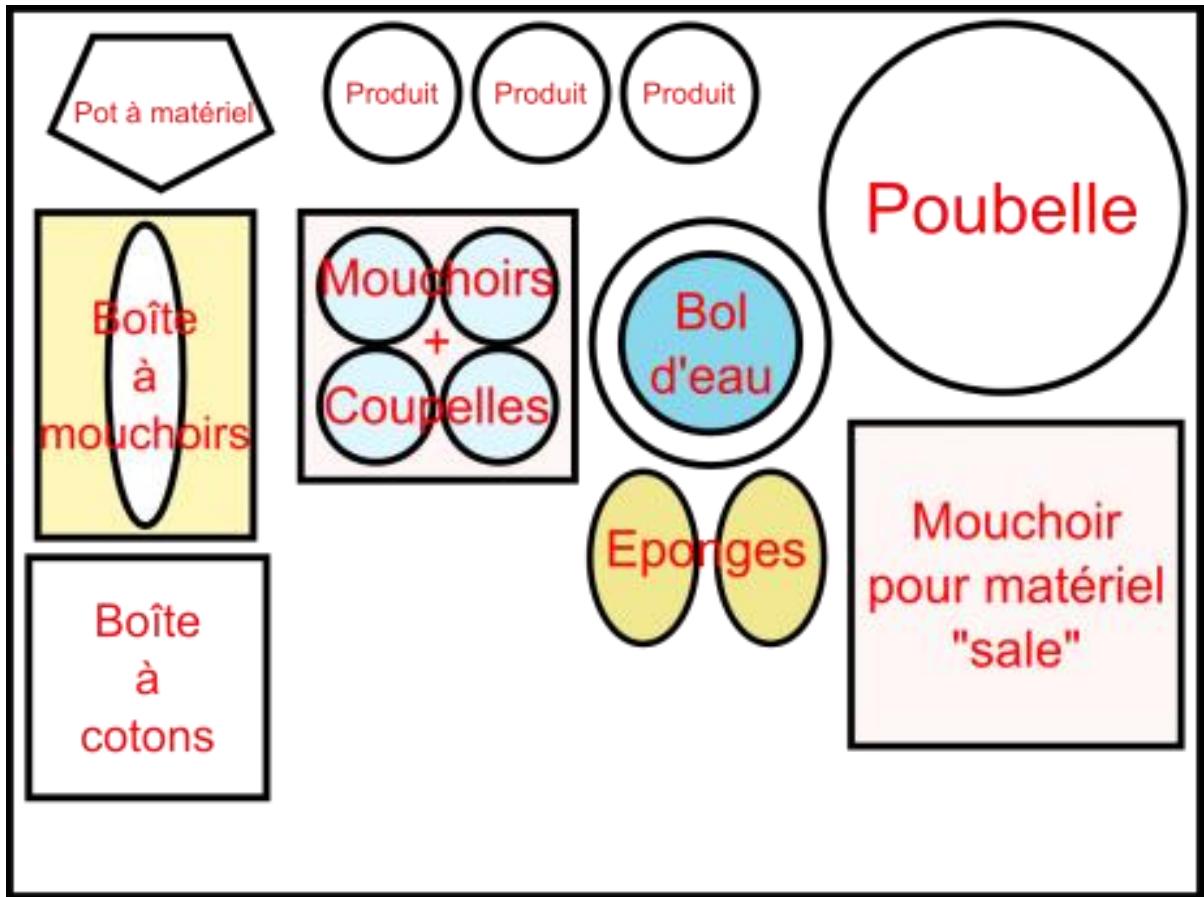 Pot à matériel
Produit
Produit
Produit
Poubelle
Boîte
à
mouchoirs
Mouchoirs
+
Coupelles
Bol
d'eau
Eponges
Mouchoir
pour matériel
"sale"
Boîte
à
cotons